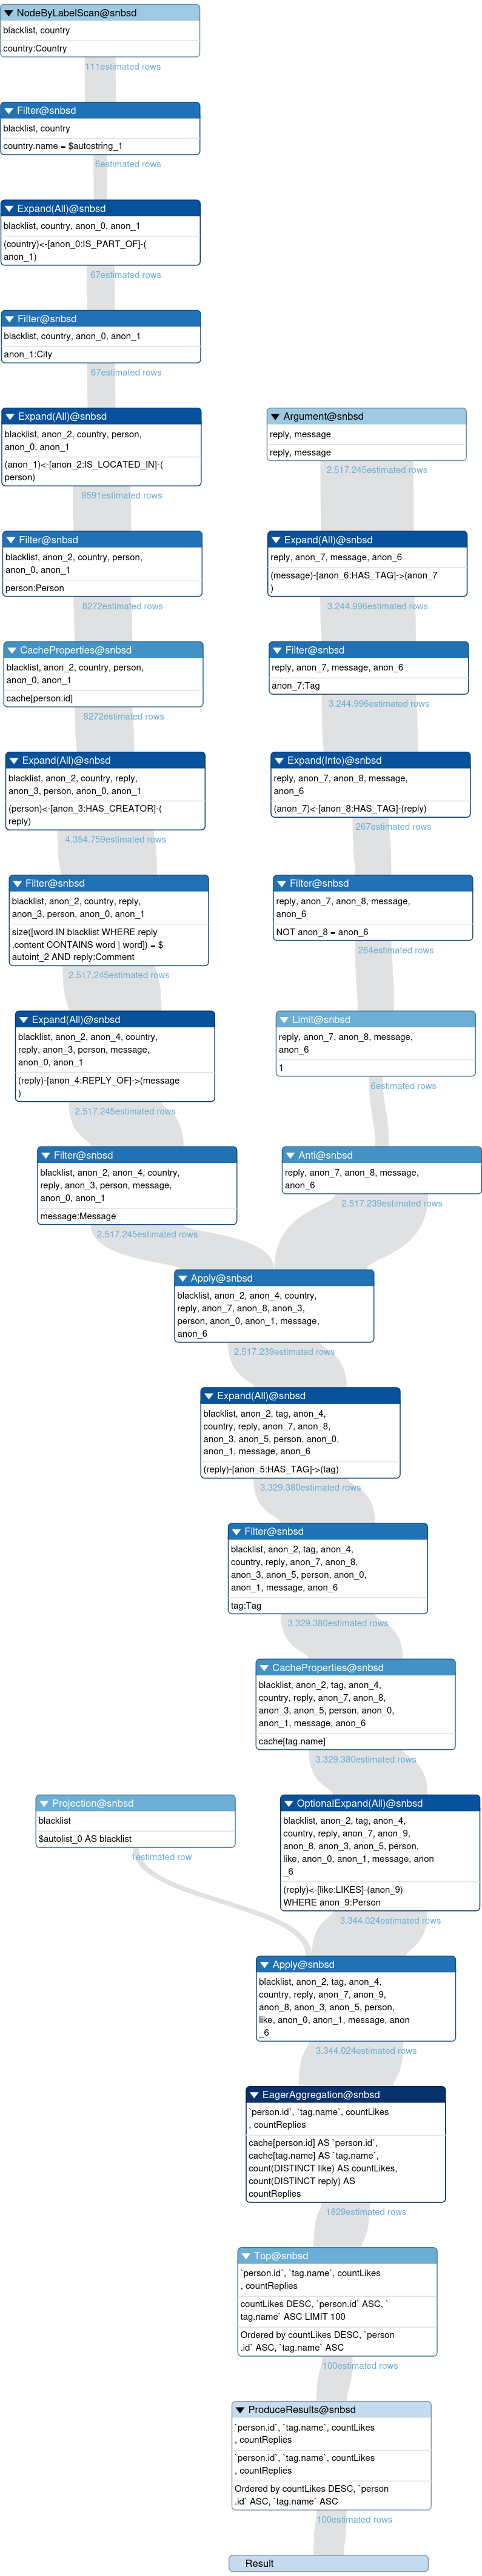 NodeByLabelScan@snbsd
blacklist, country
country:Country
111estimated rows
Filter@snbsd
blacklist, country
country.name = $autostring_1
6estimated rows
Expand(All)@snbsd
blacklist, country, anon_0, anon_1
(country)<-[anon_0:IS_PART_OF]-(
anon_1)
67estimated rows
Filter@snbsd
blacklist, country, anon_0, anon_1
anon_1:City
67estimated rows
Expand(All)@snbsd
blacklist, anon_2, country, person,
anon_0, anon_1
(anon_1)<-[anon_2:IS_LOCATED_IN]-(
person)
8591estimated rows
Filter@snbsd
blacklist, anon_2, country, person,
anon_0, anon_1
person:Person
8272estimated rows
CacheProperties@snbsd
blacklist, anon_2, country, person,
anon_0, anon_1
cache[person.id]
8272estimated rows
Expand(All)@snbsd
blacklist, anon_2, country, reply,
anon_3, person, anon_0, anon_1
(person)<-[anon_3:HAS_CREATOR]-(
reply)
4.354.759estimated rows
Filter@snbsd
blacklist, anon_2, country, reply,
anon_3, person, anon_0, anon_1
size([word IN blacklist WHERE reply
.content CONTAINS word | word]) = $
autoint_2 AND reply:Comment
2.517.245estimated rows
Expand(All)@snbsd
blacklist, anon_2, anon_4, country,
reply, anon_3, person, message,
anon_0, anon_1
(reply)-[anon_4:REPLY_OF]->(message
)
2.517.245estimated rows
Filter@snbsd
blacklist, anon_2, anon_4, country,
reply, anon_3, person, message,
anon_0, anon_1
message:Message
2.517.245estimated rows
Argument@snbsd
reply, message
reply, message
2.517.245estimated rows
Expand(All)@snbsd
reply, anon_7, message, anon_6
(message)-[anon_6:HAS_TAG]->(anon_7
)
3.244.996estimated rows
Filter@snbsd
reply, anon_7, message, anon_6
anon_7:Tag
3.244.996estimated rows
Expand(Into)@snbsd
reply, anon_7, anon_8, message,
anon_6
(anon_7)<-[anon_8:HAS_TAG]-(reply)
267estimated rows
Filter@snbsd
reply, anon_7, anon_8, message,
anon_6
NOT anon_8 = anon_6
264estimated rows
Limit@snbsd
reply, anon_7, anon_8, message,
anon_6
1
6estimated rows
Anti@snbsd
reply, anon_7, anon_8, message,
anon_6
2.517.239estimated rows
Apply@snbsd
blacklist, anon_2, anon_4, country,
reply, anon_7, anon_8, anon_3,
person, anon_0, anon_1, message,
anon_6
2.517.239estimated rows
Expand(All)@snbsd
blacklist, anon_2, tag, anon_4,
country, reply, anon_7, anon_8,
anon_3, anon_5, person, anon_0,
anon_1, message, anon_6
(reply)-[anon_5:HAS_TAG]->(tag)
3.329.380estimated rows
Filter@snbsd
blacklist, anon_2, tag, anon_4,
country, reply, anon_7, anon_8,
anon_3, anon_5, person, anon_0,
anon_1, message, anon_6
tag:Tag
3.329.380estimated rows
CacheProperties@snbsd
blacklist, anon_2, tag, anon_4,
country, reply, anon_7, anon_8,
anon_3, anon_5, person, anon_0,
anon_1, message, anon_6
cache[tag.name]
3.329.380estimated rows
Projection@snbsd
blacklist
$autolist_0 AS blacklist
1estimated row
OptionalExpand(All)@snbsd
blacklist, anon_2, tag, anon_4,
country, reply, anon_7, anon_9,
anon_8, anon_3, anon_5, person,
like, anon_0, anon_1, message, anon
_6
(reply)<-[like:LIKES]-(anon_9)
WHERE anon_9:Person
3.344.024estimated rows
Apply@snbsd
blacklist, anon_2, tag, anon_4,
country, reply, anon_7, anon_9,
anon_8, anon_3, anon_5, person,
like, anon_0, anon_1, message, anon
_6
3.344.024estimated rows
EagerAggregation@snbsd
`person.id`, `tag.name`, countLikes
, countReplies
cache[person.id] AS `person.id`,
cache[tag.name] AS `tag.name`,
count(DISTINCT like) AS countLikes,
count(DISTINCT reply) AS
countReplies
1829estimated rows
Top@snbsd
`person.id`, `tag.name`, countLikes
, countReplies
countLikes DESC, `person.id` ASC, `
tag.name` ASC LIMIT 100
Ordered by countLikes DESC, `person
.id` ASC, `tag.name` ASC
100estimated rows
ProduceResults@snbsd
`person.id`, `tag.name`, countLikes
, countReplies
`person.id`, `tag.name`, countLikes
, countReplies
Ordered by countLikes DESC, `person
.id` ASC, `tag.name` ASC
100estimated rows
Result